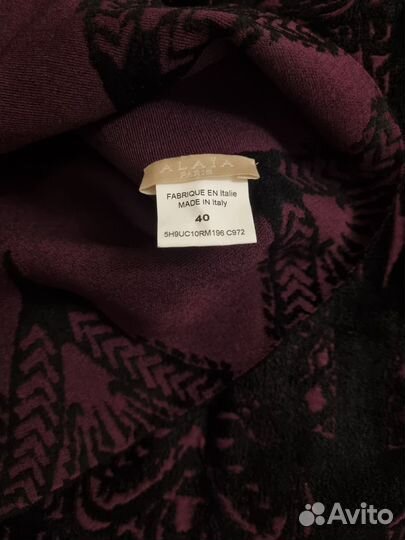 ALAÏA
PARIS
FABRIQUE EN Italie
MADE IN Italy
40
5H9UC10RM196 C972
Avito